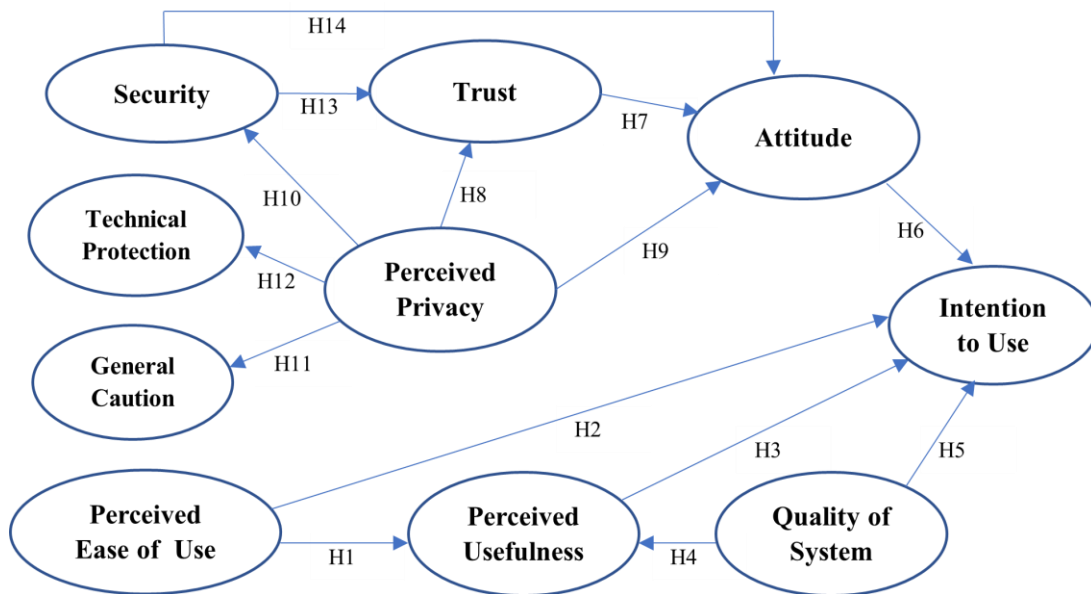 H14
Security
H13
Trust
H7
Attitude
H10
H8
Technical
Protection
H12
Perceived
Privacy
H9
H6
Intention
to Use
General
Caution
H11
H2
H3
H5
Perceived
Ease of Use
H1
Perceived
Usefulness
H4
Quality of
System